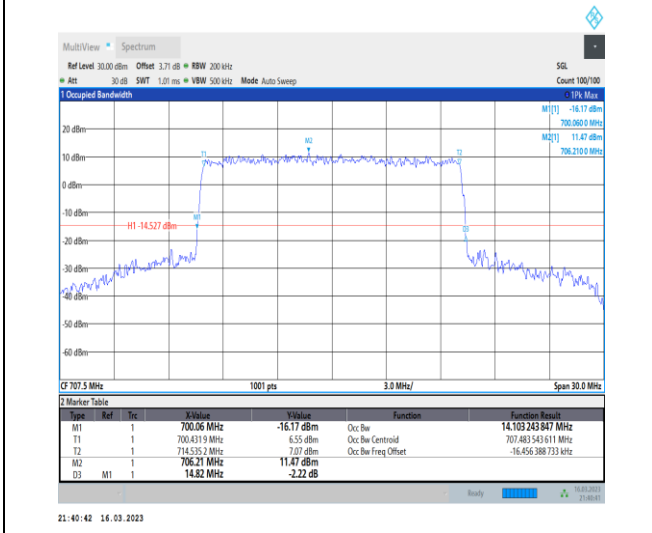 MultiView Spectrum
Ref Level 30.00 dBm Offset 3.71 dB RBW 200 kHz SGL
Att 30 dB SWT 1.01 ms VBW 500 kHz Mode Auto Sweep Count 100/100
1 Occupied Bandwidth 1Pk Max
M1[1] -16.17 dBm
700.060 0 MHz
M2[1] 11.47 dBm
706.210 0 MHz
20 dBm
M2
T1 T2
10 dBm
0 dBm
-10 dBm
M1
H1 -14.527 dBm
D3
-20 dBm
-30 dBm
-40 dBm
-50 dBm
-60 dBm
CF 707.5 MHz 1001 pts 3.0 MHz/ Span 30.0 MHz
2 Marker Table
Type Ref Trc X-Value Y-Value Function Function Result
M1 1 700.06 MHz -16.17 dBm Occ Bw 14.103 243 847 MHz
T1 1 700.431 9 MHz 6.55 dBm Occ Bw Centroid 707.483 543 611 MHz
T2 1 714.535 2 MHz 7.07 dBm Occ Bw Freq Offset -16.456 388 733 kHz
M2 1 706.21 MHz 11.47 dBm
D3 M1 1 14.82 MHz -2.22 dB
Ready 16.03.2023
21:40:41
21:40:42 16.03.2023